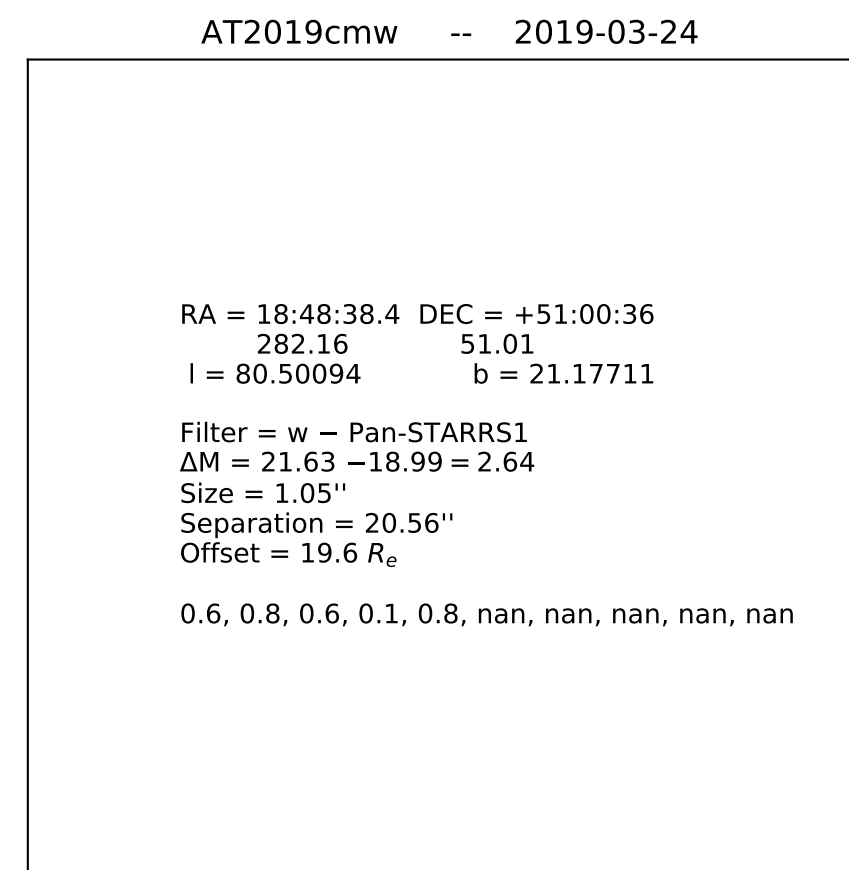 AT2019cmw -- 2019-03-24
RA = 18:48:38.4 DEC = +51:00:36
282.16 51.01
l = 80.50094 b = 21.17711
Filter = w − Pan-STARRS1
ΔM = 21.63 −18.99 = 2.64
Size = 1.05''
Separation = 20.56''
Offset = 19.6 Re
0.6, 0.8, 0.6, 0.1, 0.8, nan, nan, nan, nan, nan